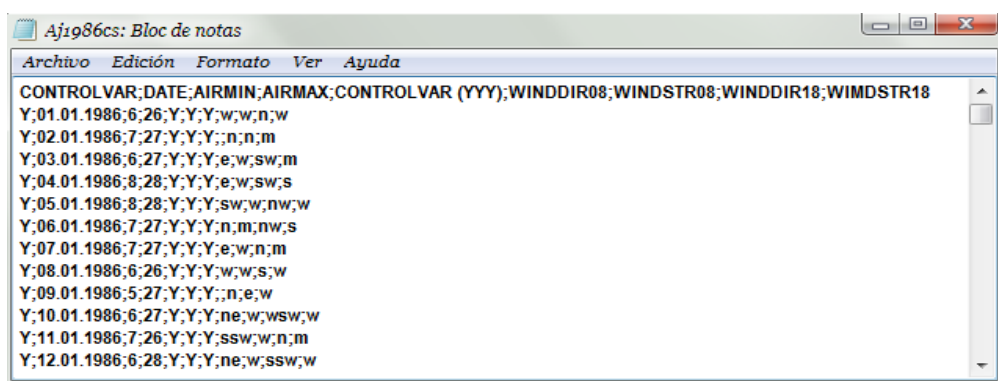 Aj1986cs: Bloc de notas
Archivo Edición Formato Ver Ayuda
CONTROLVAR;DATE;AIRMIN;AIRMAX;CONTROLVAR (YYY);WINDDIR08;WINDSTR08;WINDDIR18;WIMDSTR18
Y;01.01.1986;6;26;Y;Y;Y;w;w;n;w
Y;02.01.1986;7;27;Y;Y;Y;;n;n;m
Y;03.01.1986;6;27;Y;Y;Y;e;w;sw;m
Y;04.01.1986;8;28;Y;Y;Y;e;w;sw;s
Y;05.01.1986;8;28;Y;Y;Y;sw;w;nw;w
Y;06.01.1986;7;27;Y;Y;Y;n;m;nw;s
Y;07.01.1986;7;27;Y;Y;Y;e;w;n;m
Y;08.01.1986;6;26;Y;Y;Y;w;w;s;w
Y;09.01.1986;5;27;Y;Y;Y;;n;e;w
Y;10.01.1986;6;27;Y;Y;Y;ne;w;wsw;w
Y;11.01.1986;7;26;Y;Y;Y;ssw;w;n;m
Y;12.01.1986;6;28;Y;Y;Y;ne;w;ssw;w